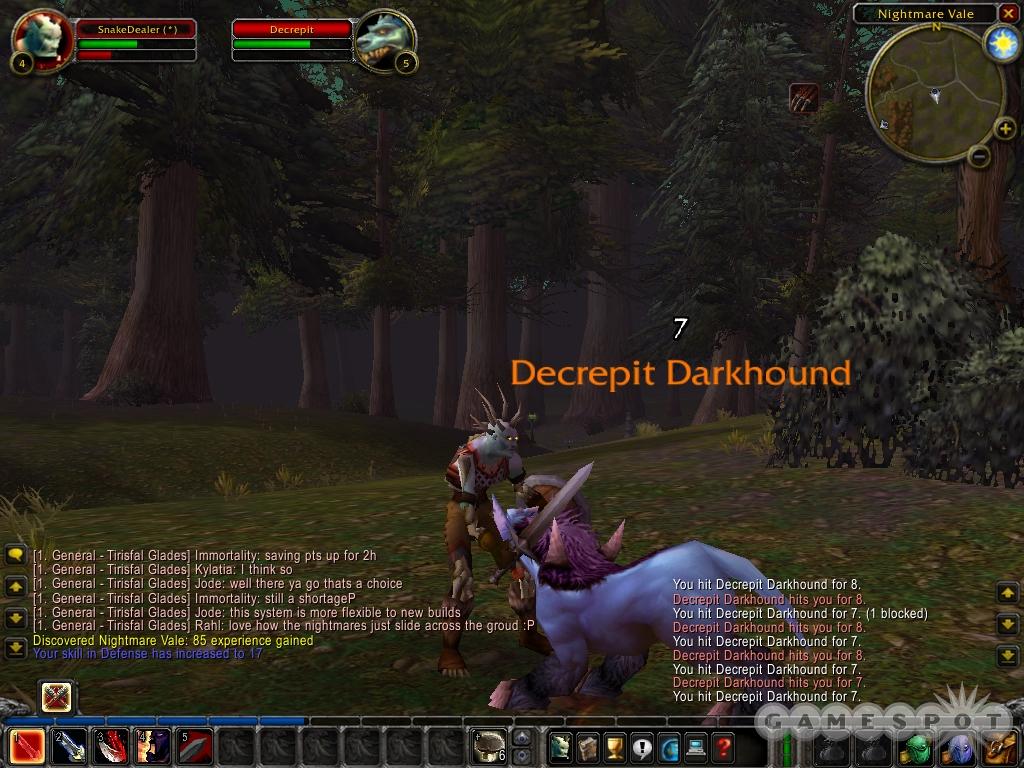 SnakeDealer (*)
4
Decrepit
5
Nightmare Vale
N
7
Decrepit Darkhound
[1. General - Tirisfal Glades] Immortality: saving pts up for 2h
[1. General - Tirisfal Glades] Kylatia: I think so
[1. General - Tirisfal Glades] Jode: well there ya go thats a choice
[1. General - Tirisfal Glades] Immortality: still a shortageP
[1. General - Tirisfal Glades] Jode: this system is more flexible to new builds
[1. General - Tirisfal Glades] Rahl: love how the nightmares just slide across the groud :P
Discovered Nightmare Vale: 85 experience gained
Your skill in Defense has increased to 17
You hit Decrepit Darkhound for 8.
Decrepit Darkhound hits you for 8.
You hit Decrepit Darkhound for 7. (1 blocked)
Decrepit Darkhound hits you for 8.
You hit Decrepit Darkhound for 7.
Decrepit Darkhound hits you for 8.
You hit Decrepit Darkhound for 7.
Decrepit Darkhound hits you for 7.
You hit Decrepit Darkhound for 7.
GAMESPOT
1 2 3 4 5
6